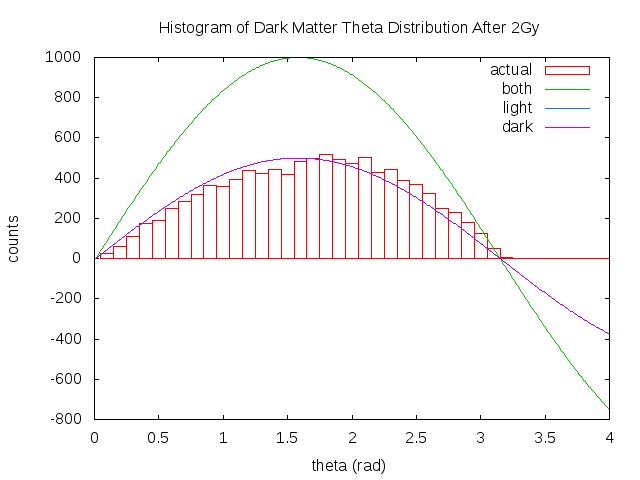 Histogram of Dark Matter Theta Distribution After 2Gy
1000
800
600
400
200
0
-200
-400
-600
-800
counts
actual
both
light
dark
0 0.5 1 1.5 2 2.5 3 3.5 4
theta (rad)